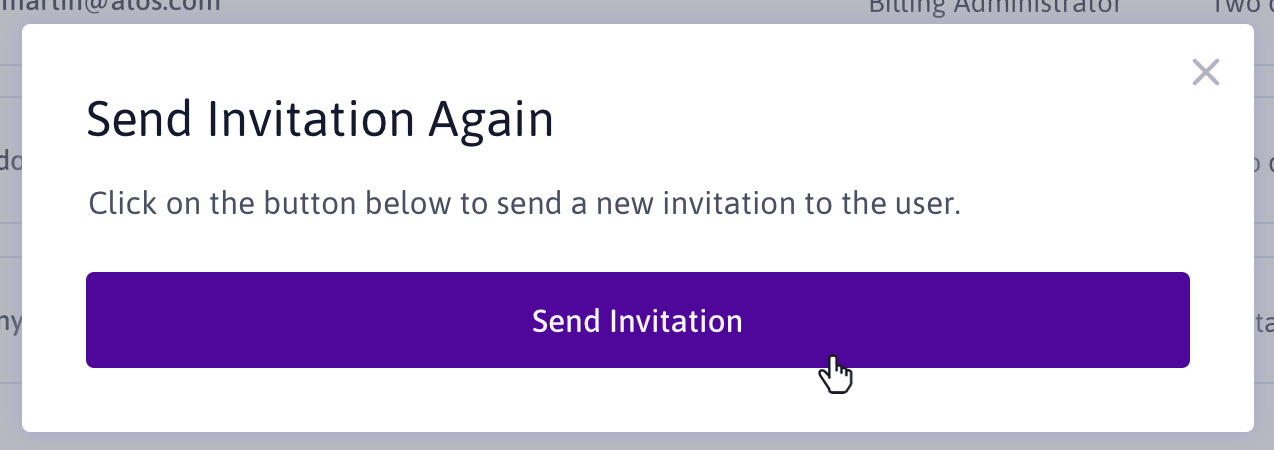 martin@atos.com Billing Administrator Two
Send Invitation Again
Click on the button below to send a new invitation to the user.
Send Invitation